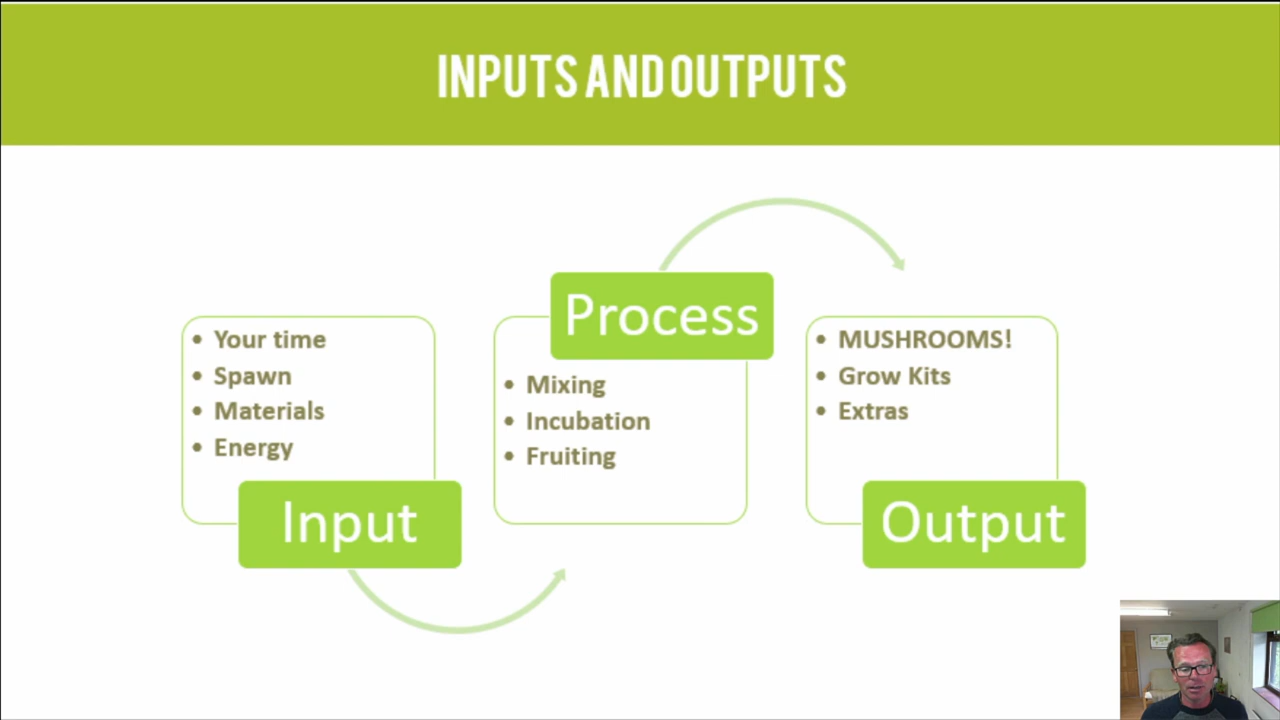 INPUTS AND OUTPUTS
• Your time
• Spawn
• Materials
• Energy
Input
Process
• Mixing
• Incubation
• Fruiting
• MUSHROOMS!
• Grow Kits
• Extras
Output